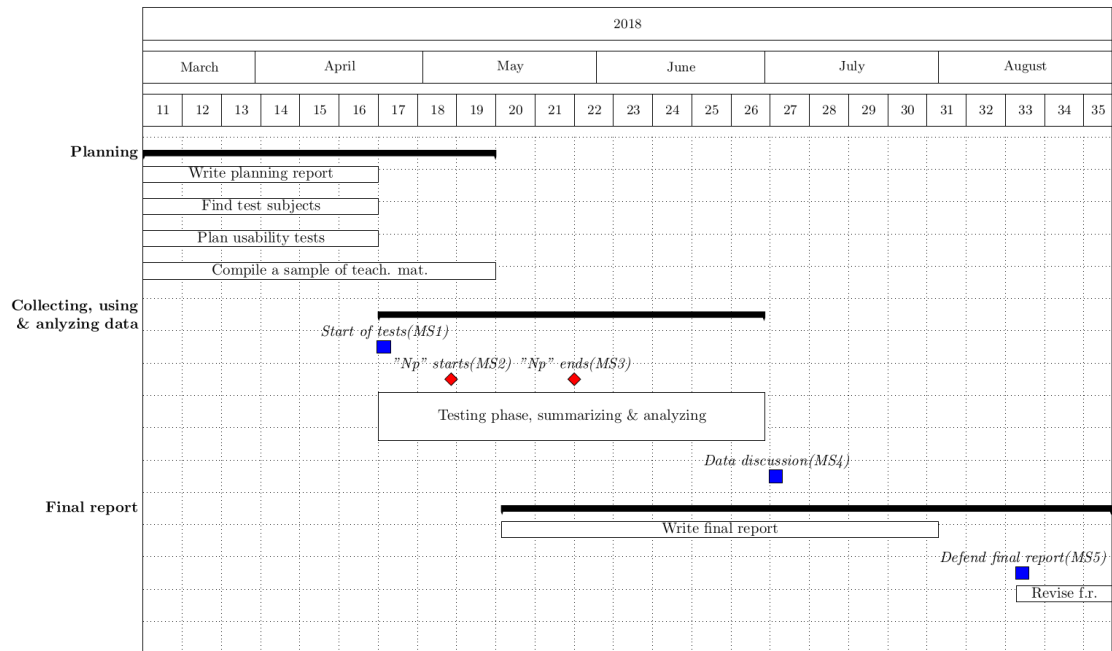 2018
March April May June July August
11 12 13 14 15 16 17 18 19 20 21 22 23 24 25 26 27 28 29 30 31 32 33 34 35
Planning
Write planning report
Find test subjects
Plan usability tests
Compile a sample of teach. mat.
Collecting, using
& anlyzing data
Start of tests(MS1)
"Np" starts(MS2) "Np" ends(MS3)
Testing phase, summarizing & analyzing
Data discussion(MS4)
Final report
Write final report
Defend final report(MS5)
Revise f.r.